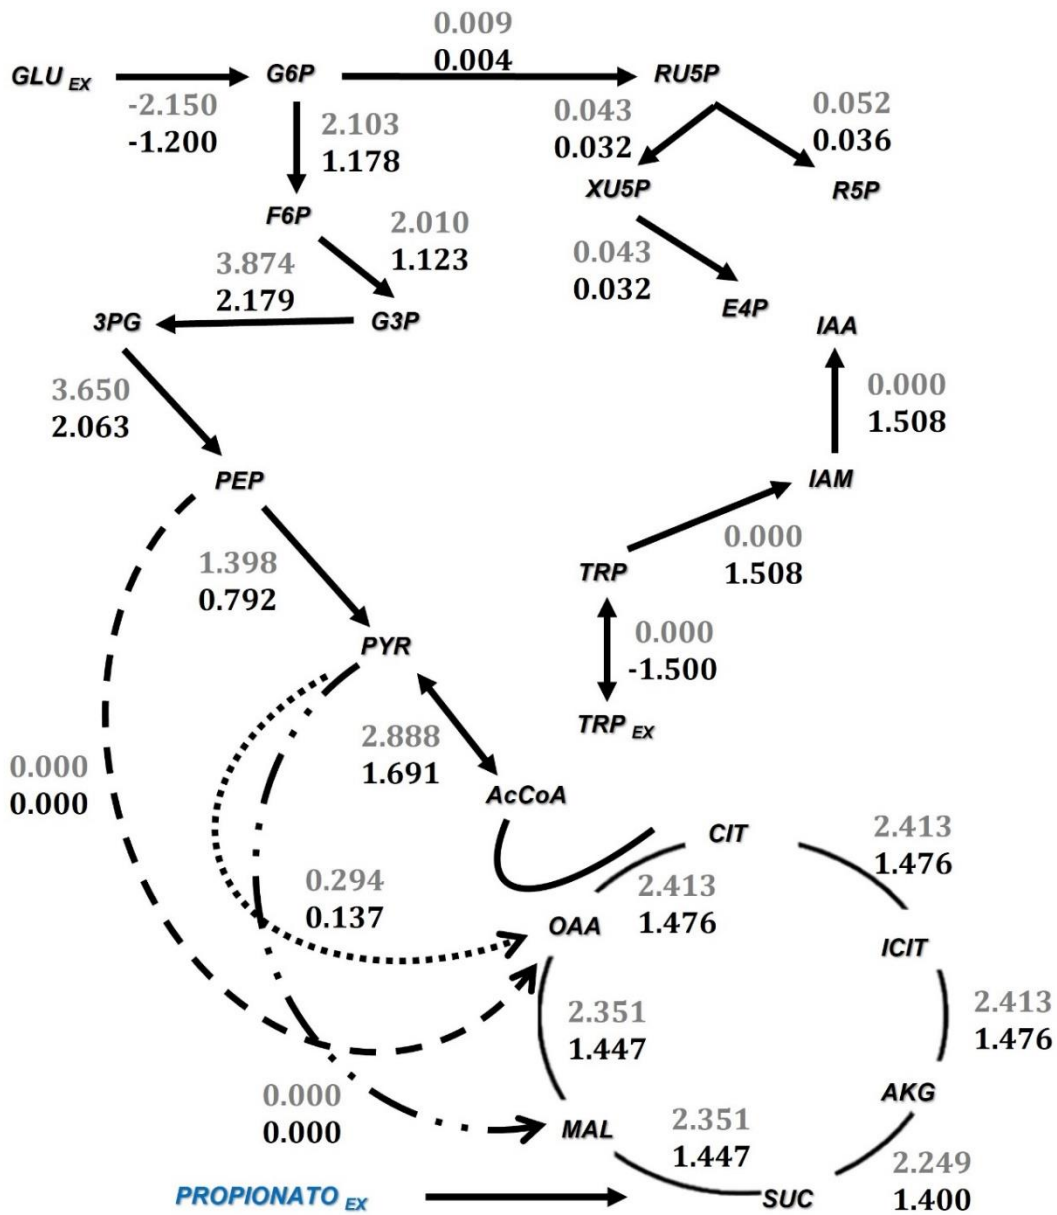 0.009
0.004
GLU EX
G6P
RU5P
-2.150
-1.200
2.103
1.178
0.043
0.032
0.052
0.036
XU5P
R5P
F6P
2.010
1.123
3.874
2.179
0.043
0.032
E4P
3PG
G3P
IAA
3.650
2.063
0.000
1.508
PEP
IAM
1.398
0.792
0.000
1.508
TRP
PYR
0.000
-1.500
TRP EX
2.888
1.691
0.000
0.000
AcCoA
CIT
2.413
1.476
0.294
0.137
2.413
1.476
OAA
ICIT
2.351
1.447
2.413
1.476
0.000
0.000
MAL
AKG
2.351
1.447
2.249
1.400
PROPIONATO EX
SUC